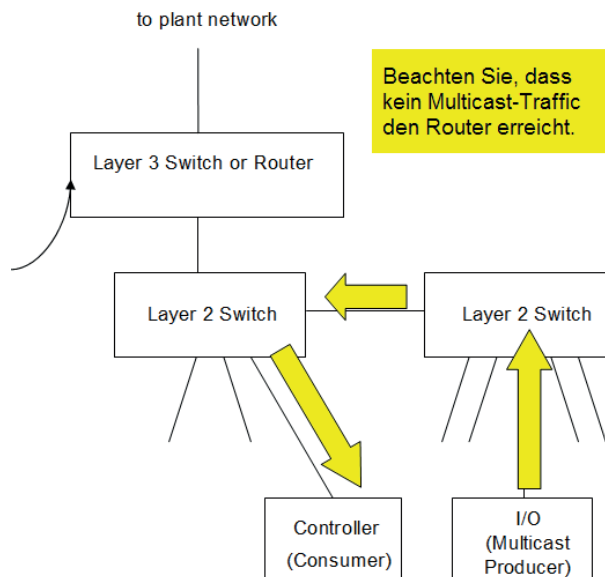 to plant network
Beachten Sie, dass
kein Multicast-Traffic
den Router erreicht.
Layer 3 Switch or Router
Layer 2 Switch
Layer 2 Switch
Controller
(Consumer)
I/O
(Multicast
Producer)